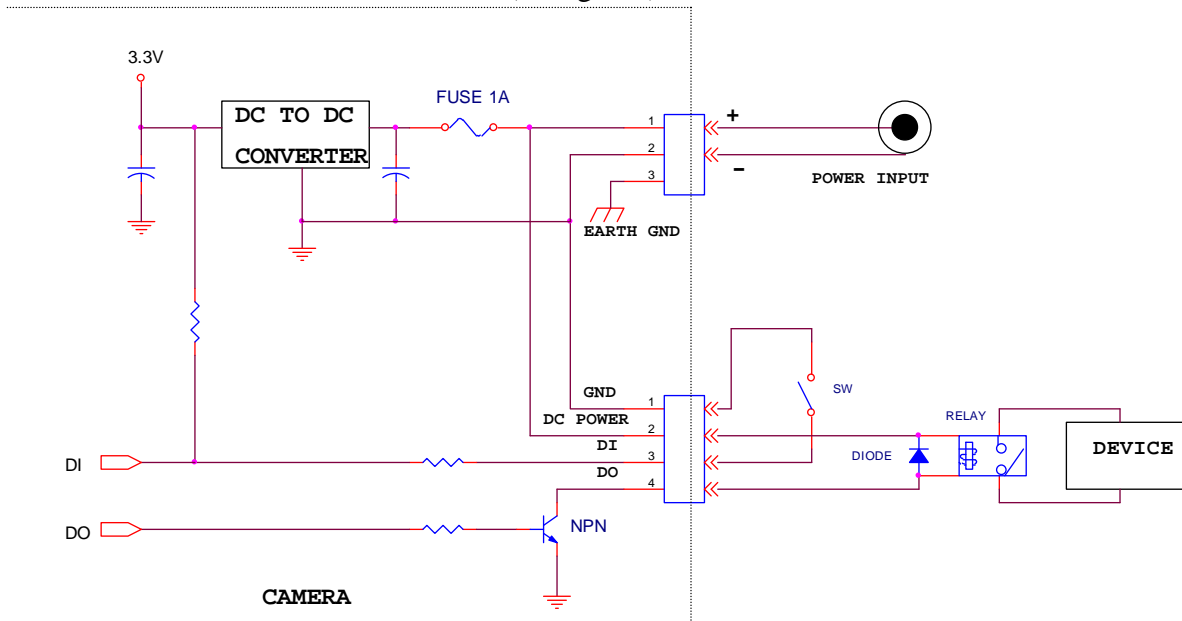 3.3V
FUSE 1A
DC TO DC
CONVERTER
1
2
3
+
-
POWER INPUT
EARTH GND
GND
DC POWER
DI
DO
1
2
3
4
SW
RELAY
DIODE
DEVICE
DI
DO
NPN
CAMERA